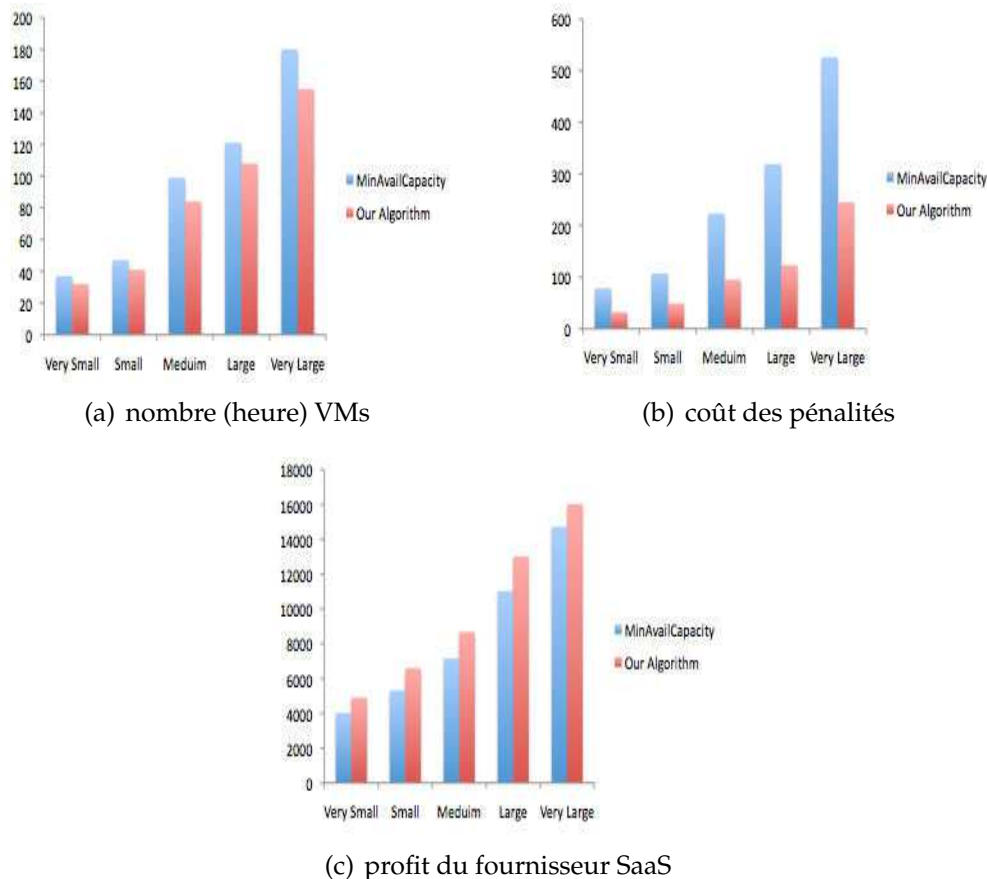 200
180
160
140
120
100
80
60
40
20
0
Very Small Small Meduim Large Very Large
MinAvailCapacity
Our Algorithm
(a) nombre (heure) VMs
600
500
400
300
200
100
0
Very Small Small Meduim Large Very Large
MinAvailCapacity
Our Algorithm
(b) coût des pénalités
18000
16000
14000
12000
10000
8000
6000
4000
2000
0
Very Small Small Meduim Large Very Large
MinAvailCapacity
Our Algorithm
(c) profit du fournisseur SaaS